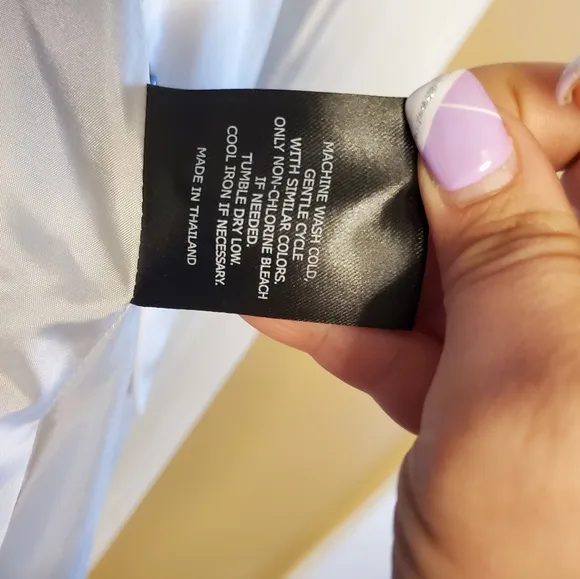 MACHINE WASH COLD,
GENTLE CYCLE
WITH SIMILAR COLORS.
ONLY NON-CHLORINE BLEACH
IF NEEDED.
TUMBLE DRY LOW.
COOL IRON IF NECESSARY.
MADE IN THAILAND